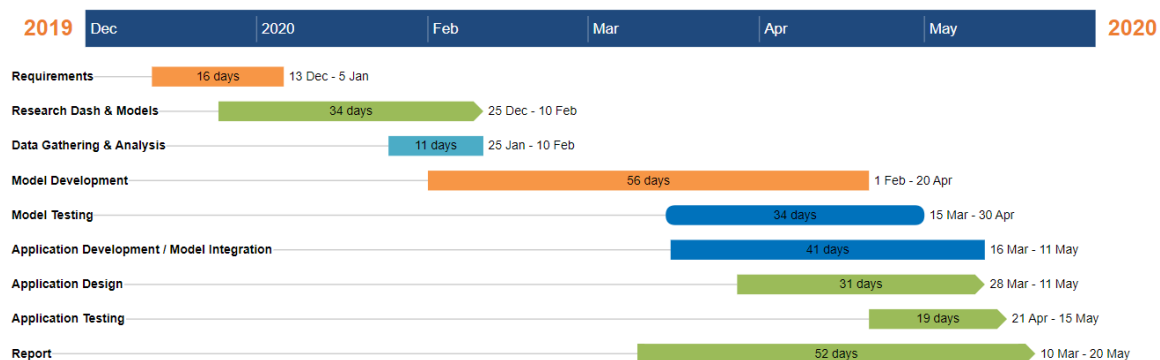 2019 Dec 2020 Feb Mar Apr May 2020
Requirements 16 days 13 Dec - 5 Jan
Research Dash & Models 34 days 25 Dec - 10 Feb
Data Gathering & Analysis 11 days 25 Jan - 10 Feb
Model Development 56 days 1 Feb - 20 Apr
Model Testing 34 days 15 Mar - 30 Apr
Application Development / Model Integration 41 days 16 Mar - 11 May
Application Design 31 days 28 Mar - 11 May
Application Testing 19 days 21 Apr - 15 May
Report 52 days 10 Mar - 20 May